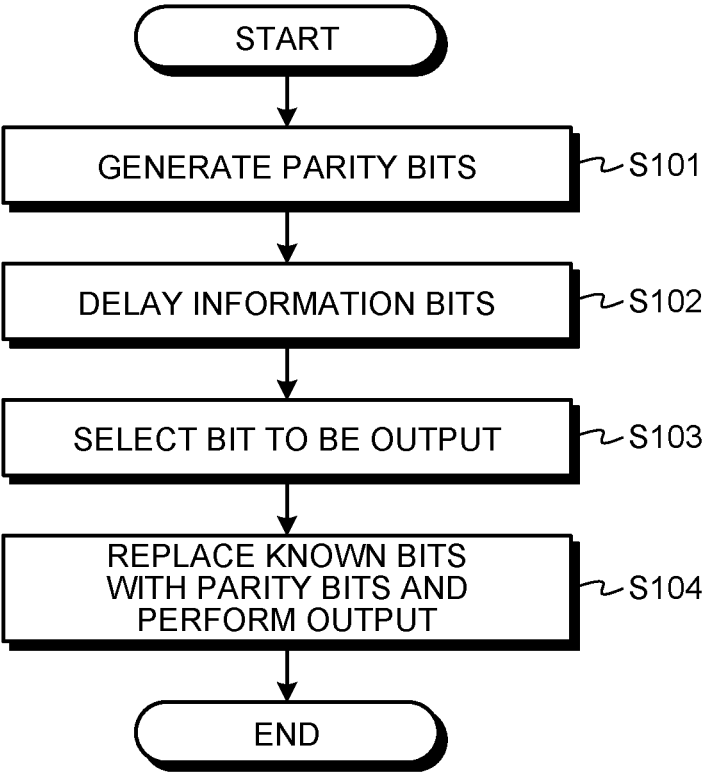 START
GENERATE PARITY BITS
S101
DELAY INFORMATION BITS
S102
SELECT BIT TO BE OUTPUT
S103
REPLACE KNOWN BITS
WITH PARITY BITS AND
PERFORM OUTPUT
S104
END